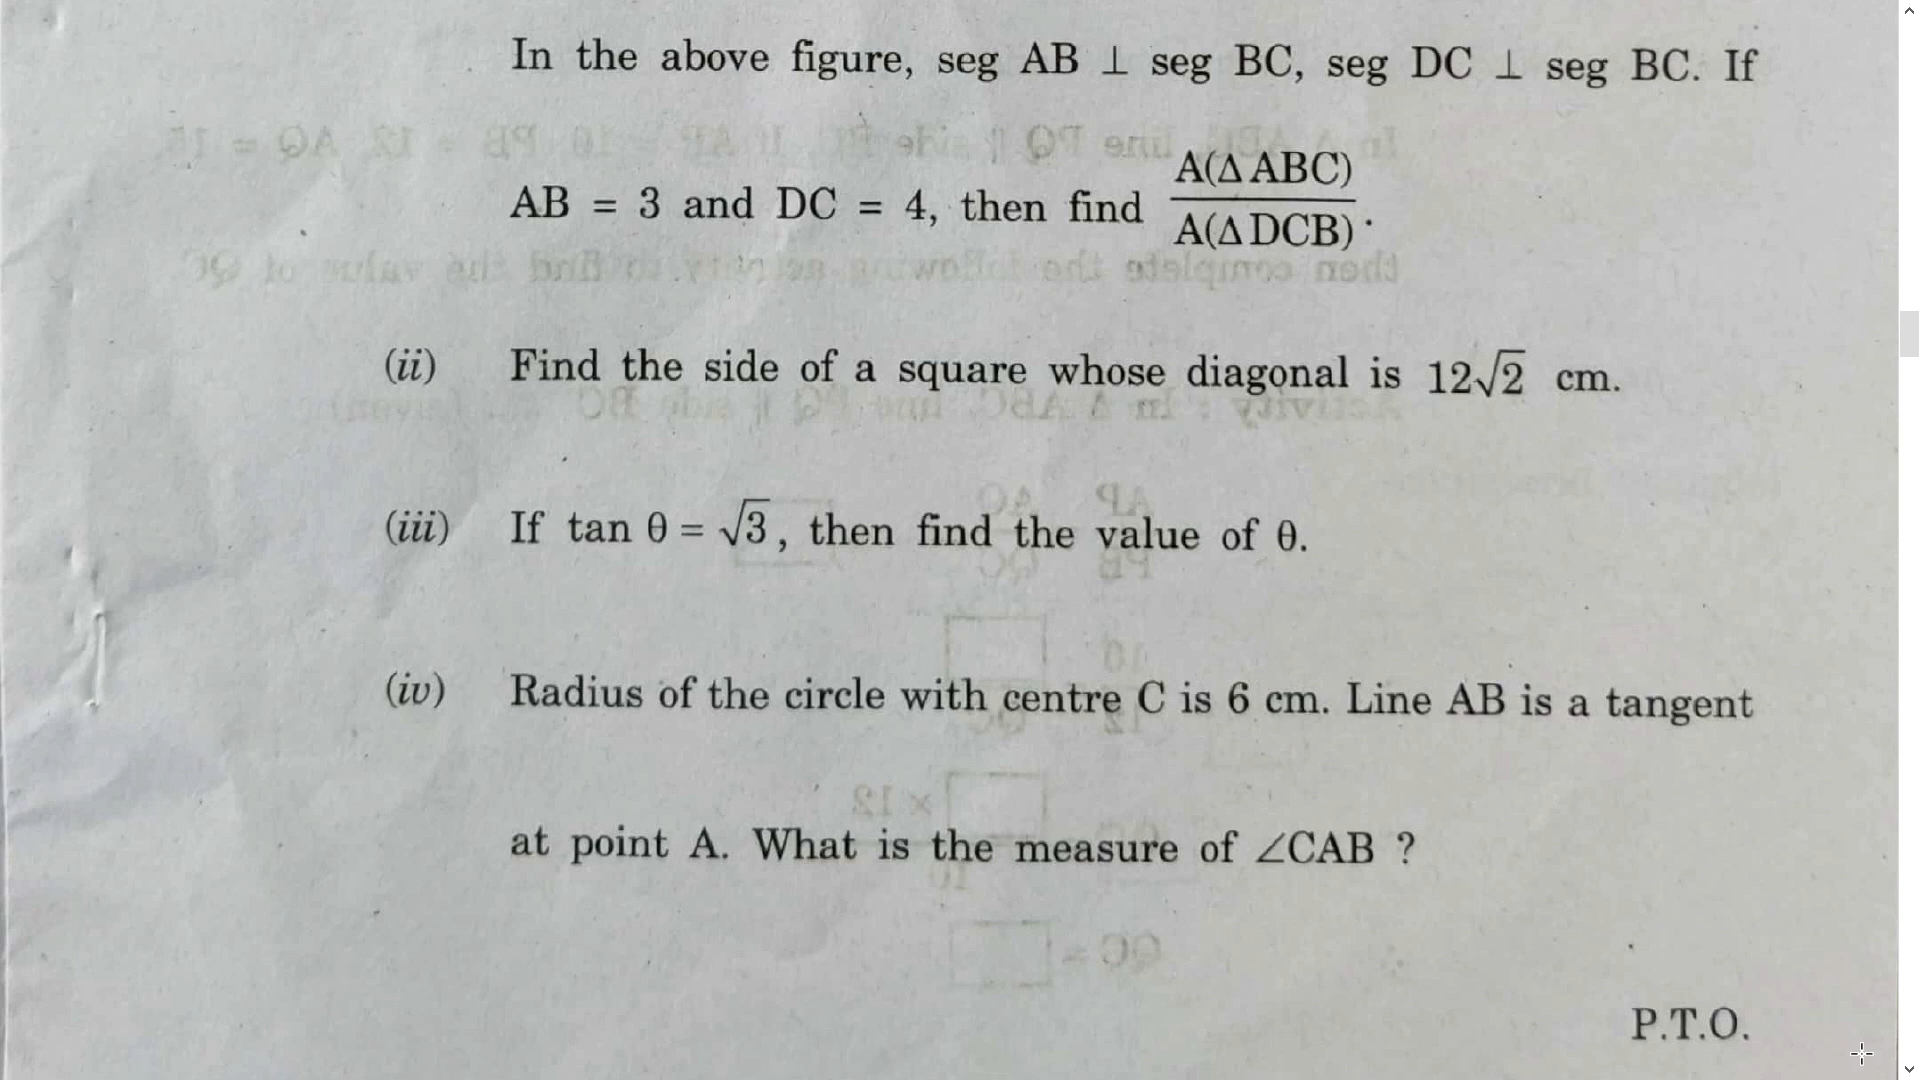 In the above figure, seg AB ⊥ seg BC, seg DC ⊥ seg BC. If
AB = 3 and DC = 4, then find A(Δ ABC)/A(Δ DCB).
(ii) Find the side of a square whose diagonal is 12√2 cm.
(iii) If tan θ = √3, then find the value of θ.
(iv) Radius of the circle with centre C is 6 cm. Line AB is a tangent
at point A. What is the measure of ∠CAB ?
P.T.O.